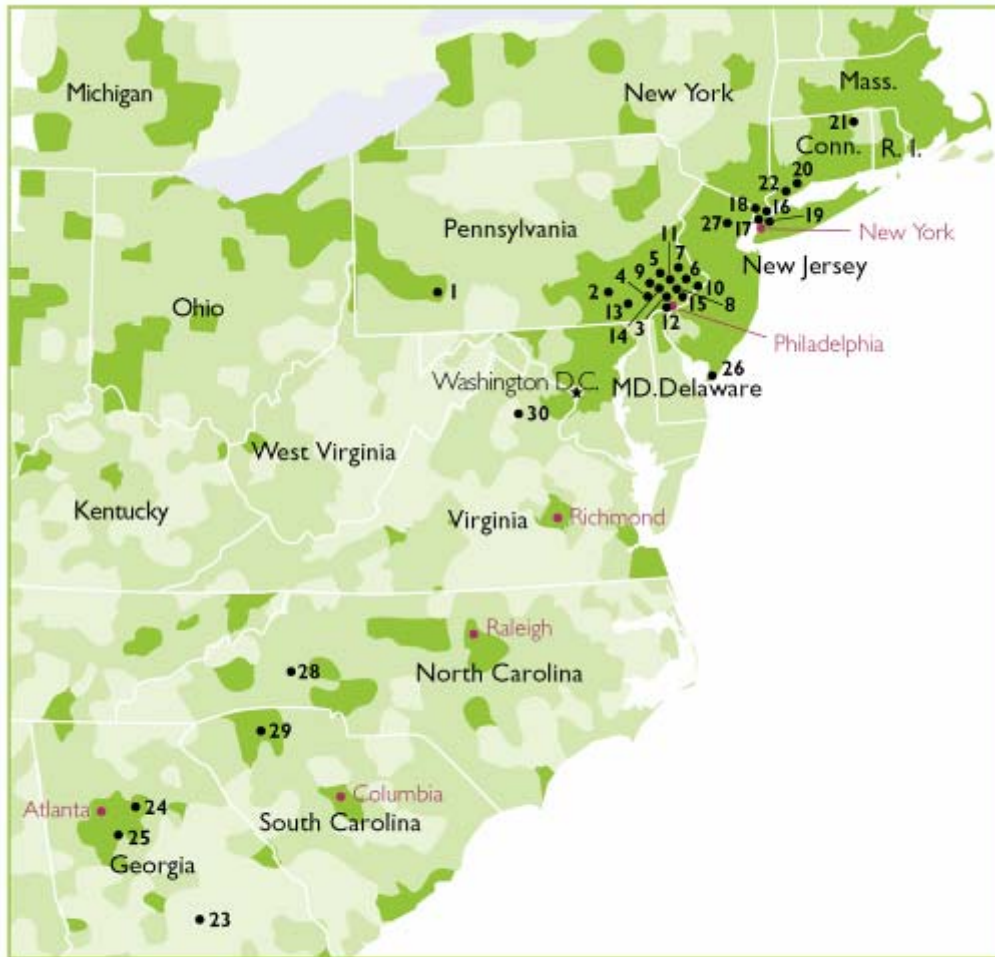 Michigan
New York
Mass.
21
Conn.
R. I.
20
22
18
16
19
27
17
New York
Pennsylvania
11
7
5
6
4
9
New Jersey
1
2
10
13
15
8
3
12
14
Philadelphia
Ohio
26
Washington D.C.
MD.
Delaware
30
West Virginia
Kentucky
Virginia
Richmond
Raleigh
28
North Carolina
29
Columbia
Atlanta
24
South Carolina
25
Georgia
23